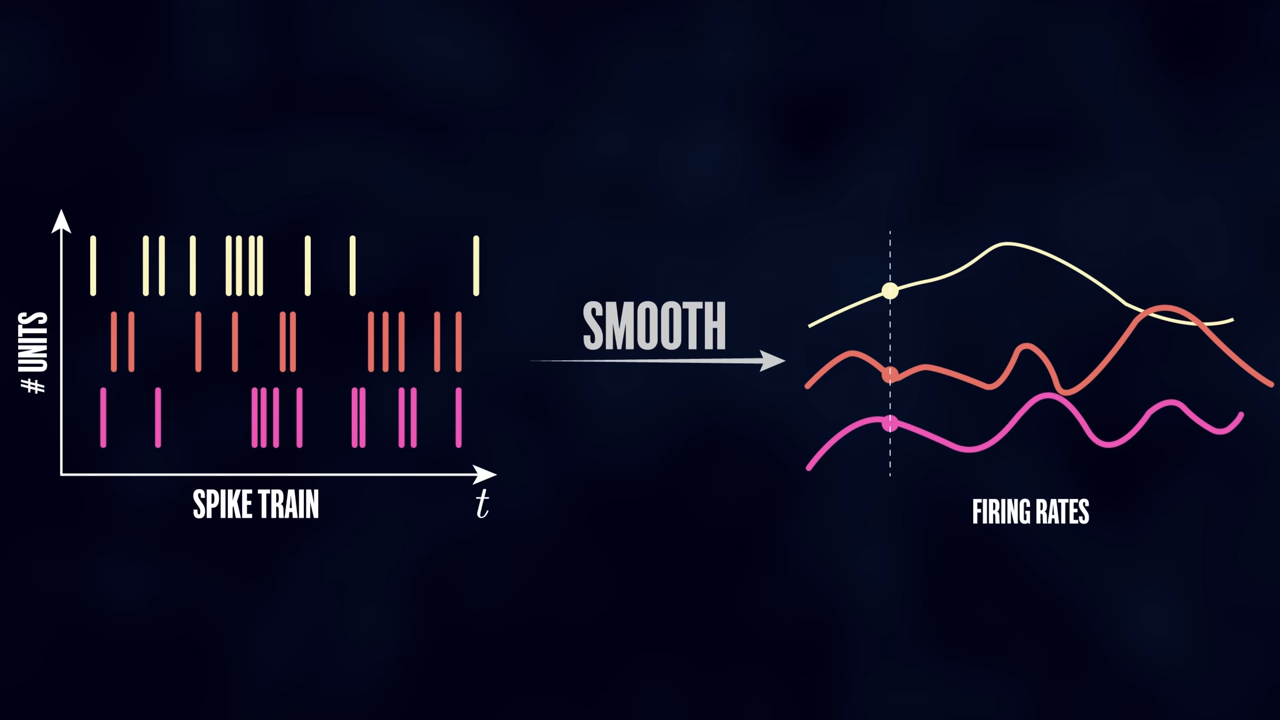 # UNITS
SPIKE TRAIN
t
SMOOTH
FIRING RATES